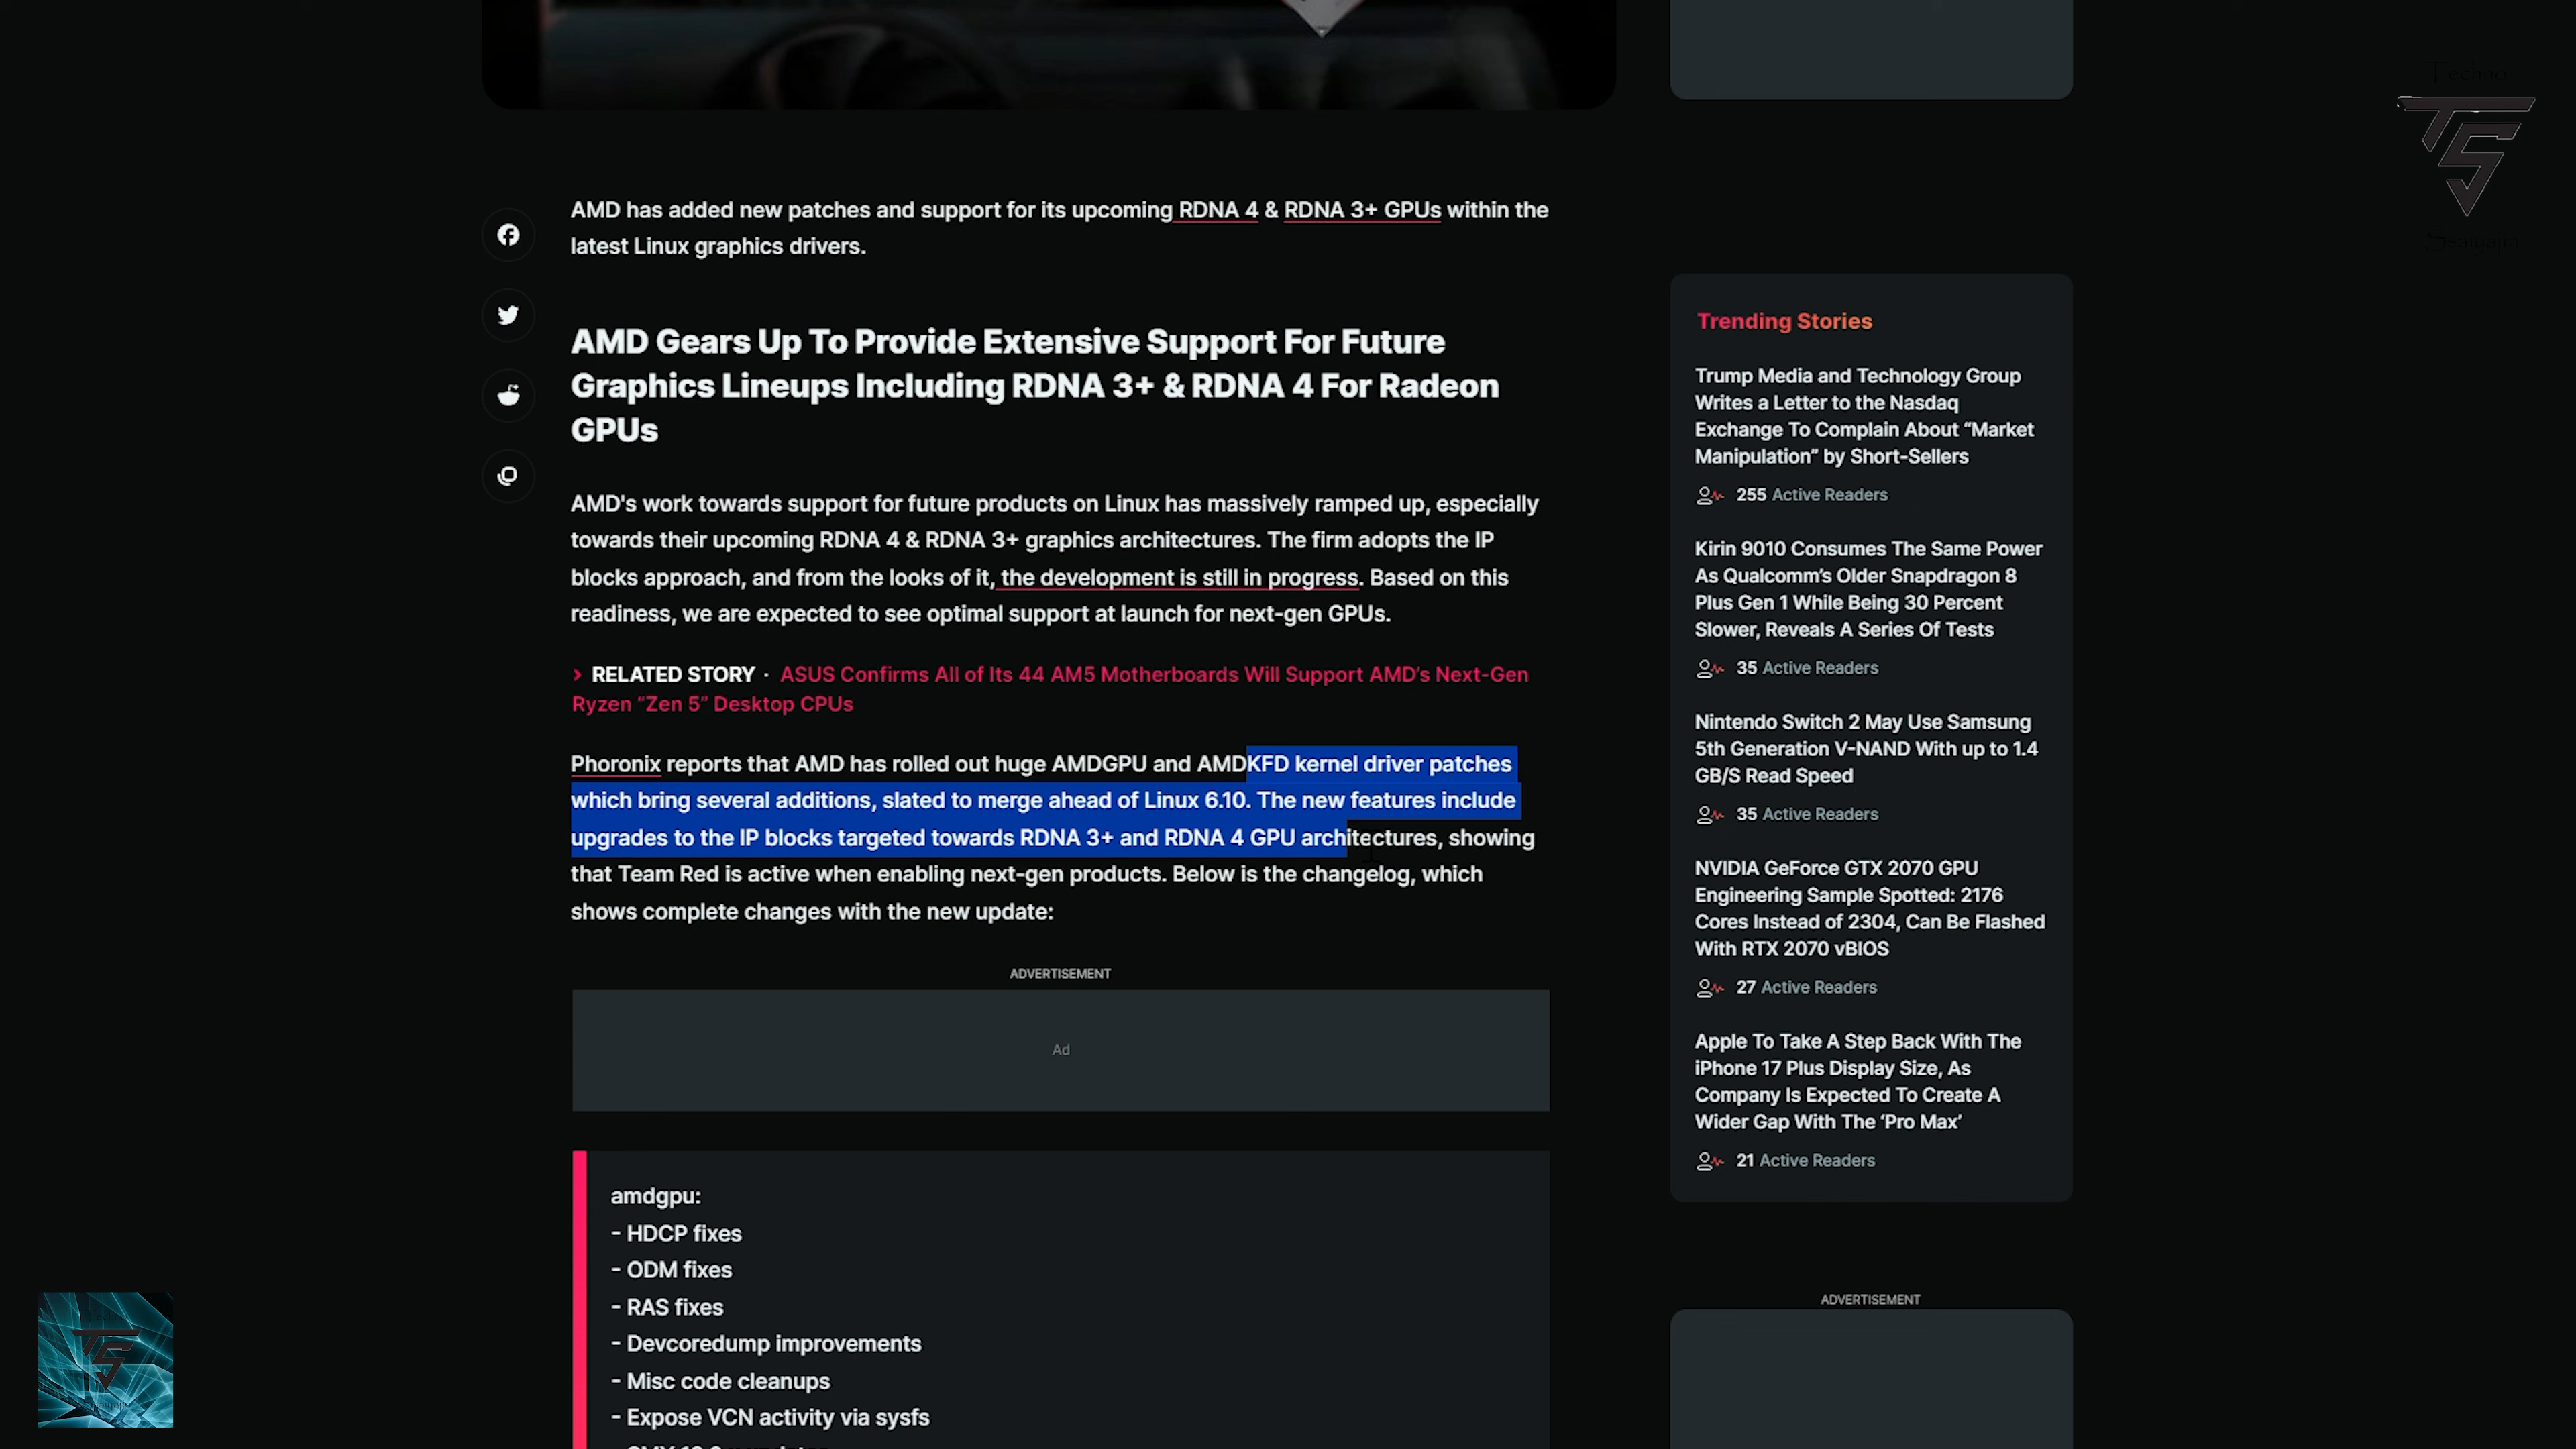 Techno
AMD has added new patches and support for its upcoming RDNA 4 & RDNA 3+ GPUs within the
latest Linux graphics drivers.
AMD Gears Up To Provide Extensive Support For Future
Graphics Lineups Including RDNA 3+ & RDNA 4 For Radeon
GPUs
AMD's work towards support for future products on Linux has massively ramped up, especially
towards their upcoming RDNA 4 & RDNA 3+ graphics architectures. The firm adopts the IP
blocks approach, and from the looks of it, the development is still in progress. Based on this
readiness, we are expected to see optimal support at launch for next-gen GPUs.
RELATED STORY · ASUS Confirms All of Its 44 AM5 Motherboards Will Support AMD’s Next-Gen
Ryzen “Zen 5” Desktop CPUs
Phoronix reports that AMD has rolled out huge AMDGPU and AMDKFD kernel driver patches
which bring several additions, slated to merge ahead of Linux 6.10. The new features include
upgrades to the IP blocks targeted towards RDNA 3+ and RDNA 4 GPU architectures, showing
that Team Red is active when enabling next-gen products. Below is the changelog, which
shows complete changes with the new update:
ADVERTISEMENT
Ad
amdgpu:
- HDCP fixes
- ODM fixes
- RAS fixes
- Devcoredump improvements
- Misc code cleanups
- Expose VCN activity via sysfs
Trending Stories
Trump Media and Technology Group
Writes a Letter to the Nasdaq
Exchange To Complain About “Market
Manipulation” by Short-Sellers
255 Active Readers
Kirin 9010 Consumes The Same Power
As Qualcomm’s Older Snapdragon 8
Plus Gen 1 While Being 30 Percent
Slower, Reveals A Series Of Tests
35 Active Readers
Nintendo Switch 2 May Use Samsung
5th Generation V-NAND With up to 1.4
GB/S Read Speed
35 Active Readers
NVIDIA GeForce GTX 2070 GPU
Engineering Sample Spotted: 2176
Cores Instead of 2304, Can Be Flashed
With RTX 2070 vBIOS
27 Active Readers
Apple To Take A Step Back With The
iPhone 17 Plus Display Size, As
Company Is Expected To Create A
Wider Gap With The ‘Pro Max’
21 Active Readers
ADVERTISEMENT